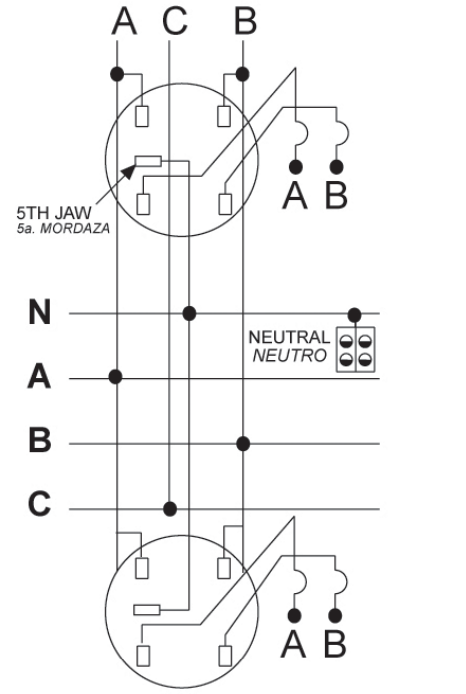 A C B
A B
5TH JAW
5a. MORDAZA
N
NEUTRAL
NEUTRO
A
B
C
A B